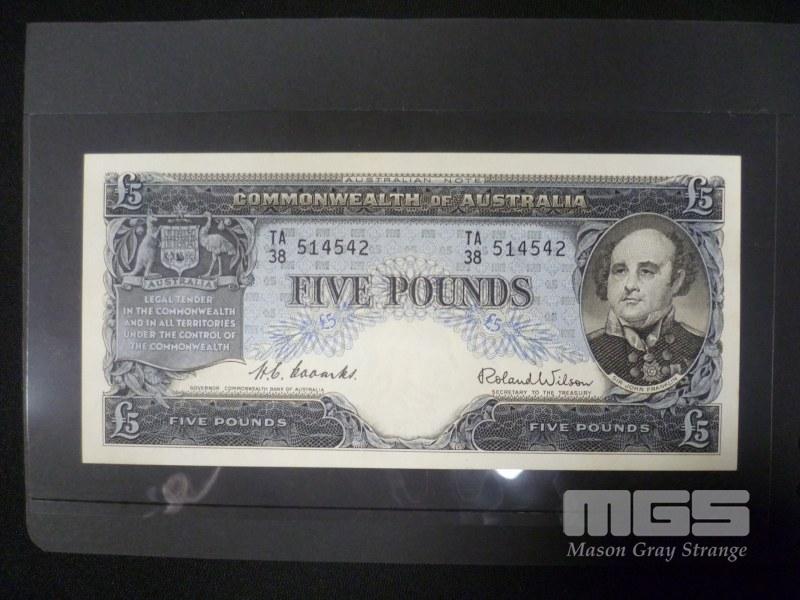 AUSTRALIAN NOTE
£5 £5
COMMONWEALTH OF AUSTRALIA
TA 38 514542 TA 38 514542
AUSTRALIA
FIVE POUNDS
LEGAL TENDER
IN THE COMMONWEALTH
AND IN ALL TERRITORIES
UNDER THE CONTROL OF
THE COMMONWEALTH
£5 £5
H.C. Coombs. Roland Wilson
SIR JOHN FRANKLIN
GOVERNOR COMMONWEALTH BANK OF AUSTRALIA SECRETARY TO THE TREASURY
£5 FIVE POUNDS FIVE POUNDS £5
MGS
Mason Gray Strange